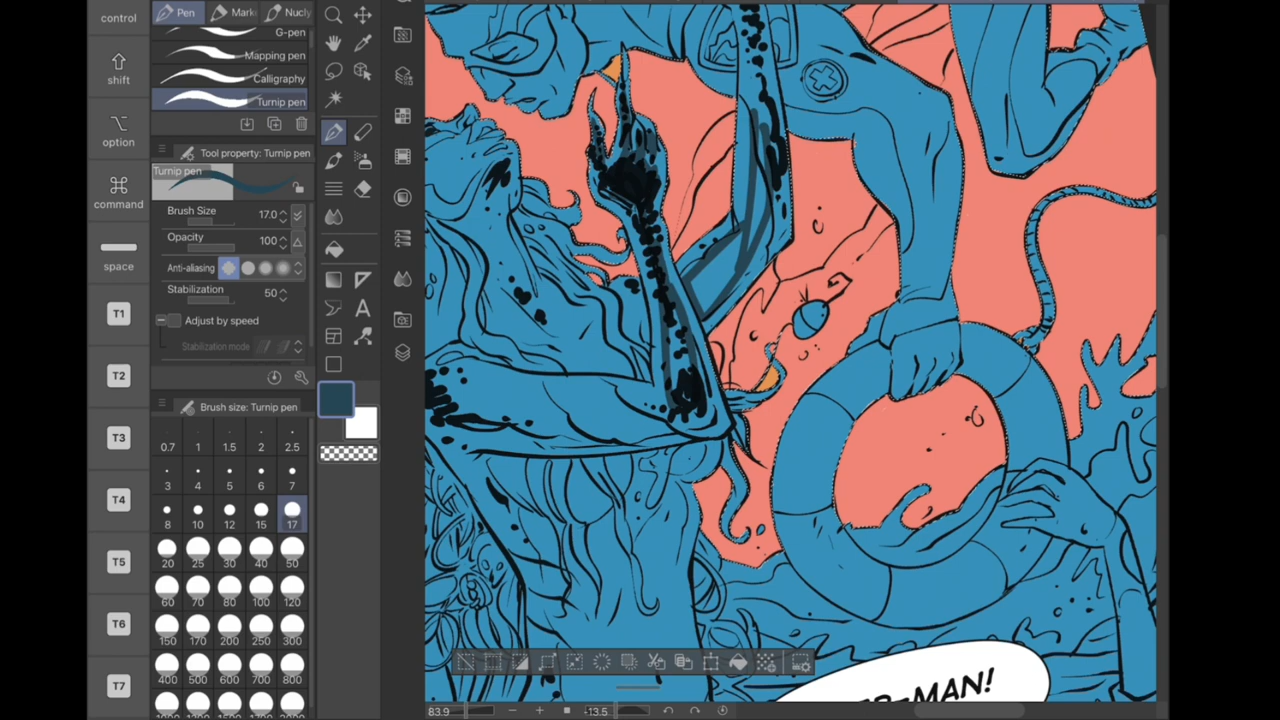 control
shift
option
command
space
T1
T2
T3
T4
T5
T6
T7
Pen
Mark
Nucly
G-pen
Mapping pen
Calligraphy
Turnip pen
Tool property: Turnip pen
Turnip pen
Brush Size 17.0
Opacity 100
Anti-aliasing
Stabilization 50
Adjust by speed
Stabilization mode
Brush size: Turnip pen
0.7 1 1.5 2 2.5
3 4 5 6 7
8 10 12 15 17
20 25 30 40 50
60 70 80 100 120
150 170 200 250 300
400 500 600 700 800
A
-MAN!
83.9
-13.5